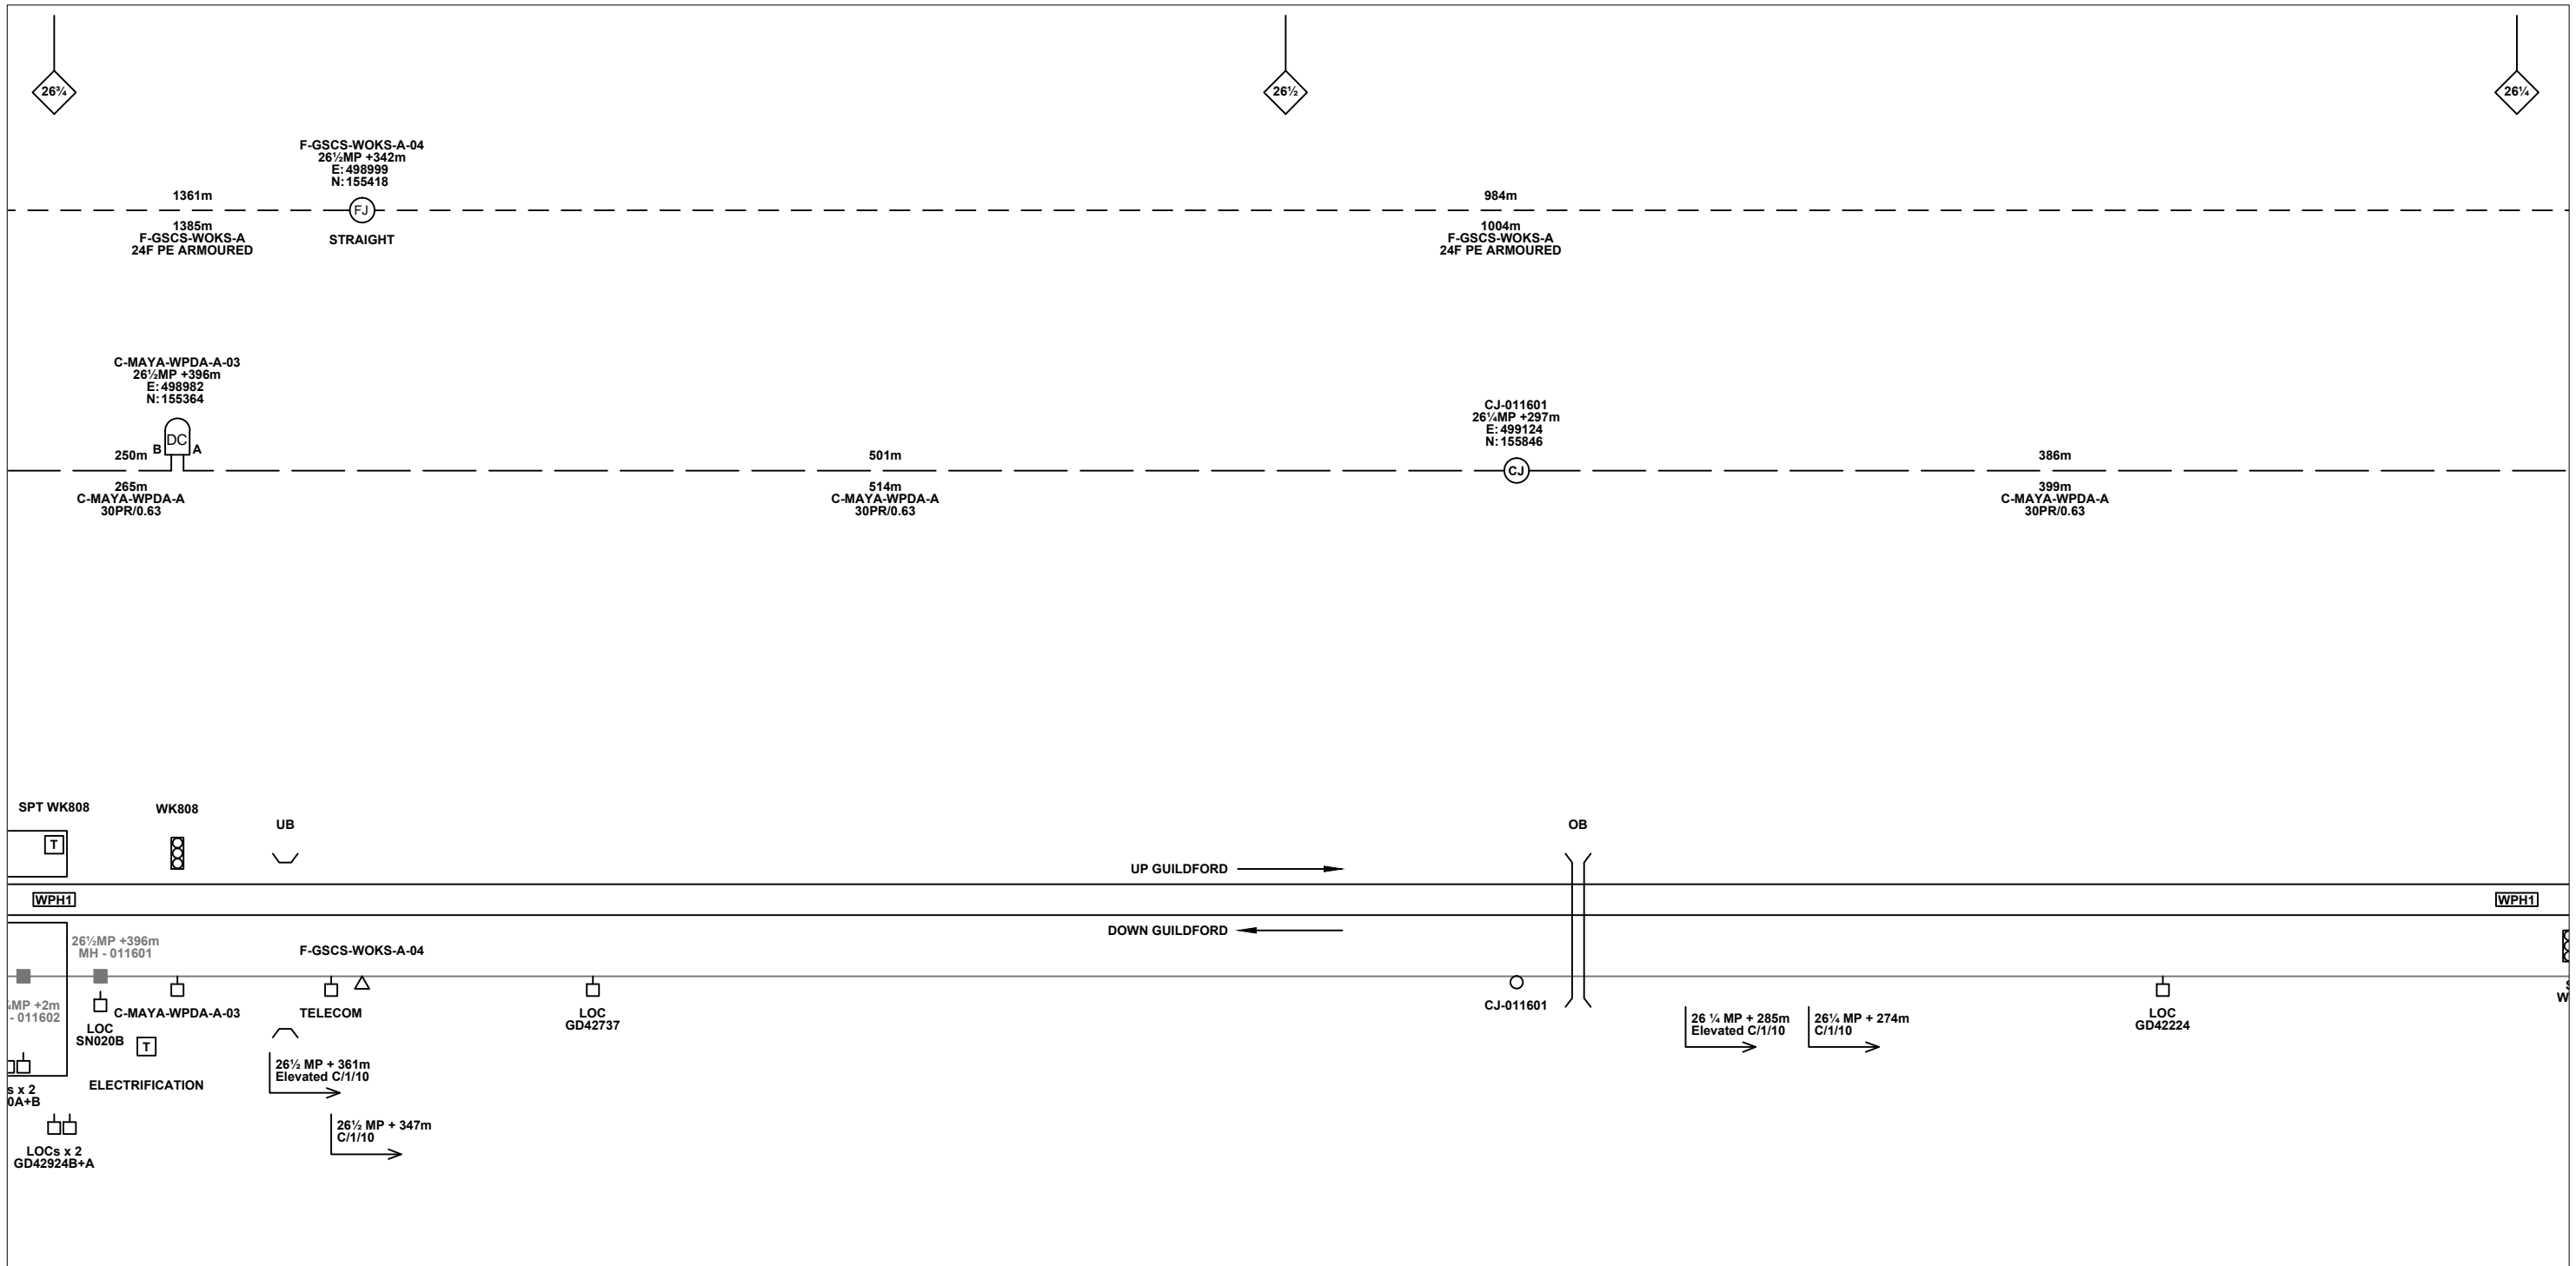 26¾
26½
26¼
F-GSCS-WOKS-A-04
26½MP +342m
E: 498999
N: 155418
1361m
FJ
984m
1385m
F-GSCS-WOKS-A
24F PE ARMOURED
STRAIGHT
1004m
F-GSCS-WOKS-A
24F PE ARMOURED
C-MAYA-WPDA-A-03
26½MP +396m
E: 498982
N: 155364
DC
B
A
CJ-011601
26¼MP +297m
E: 499124
N: 155846
250m
501m
CJ
386m
265m
C-MAYA-WPDA-A
30PR/0.63
514m
C-MAYA-WPDA-A
30PR/0.63
399m
C-MAYA-WPDA-A
30PR/0.63
SPT WK808
WK808
UB
OB
T
UP GUILDFORD
WPH1
WPH1
DOWN GUILDFORD
26½MP +396m
MH - 011601
F-GSCS-WOKS-A-04
MP +2m
- 011602
LOC
SN020B
C-MAYA-WPDA-A-03
TELECOM
LOC
GD42737
CJ-011601
26 ¼ MP + 285m
Elevated C/1/10
26¼ MP + 274m
C/1/10
LOC
GD42224
W
T
ELECTRIFICATION
26½ MP + 361m
Elevated C/1/10
s x 2
0A+B
26½ MP + 347m
C/1/10
LOCs x 2
GD42924B+A